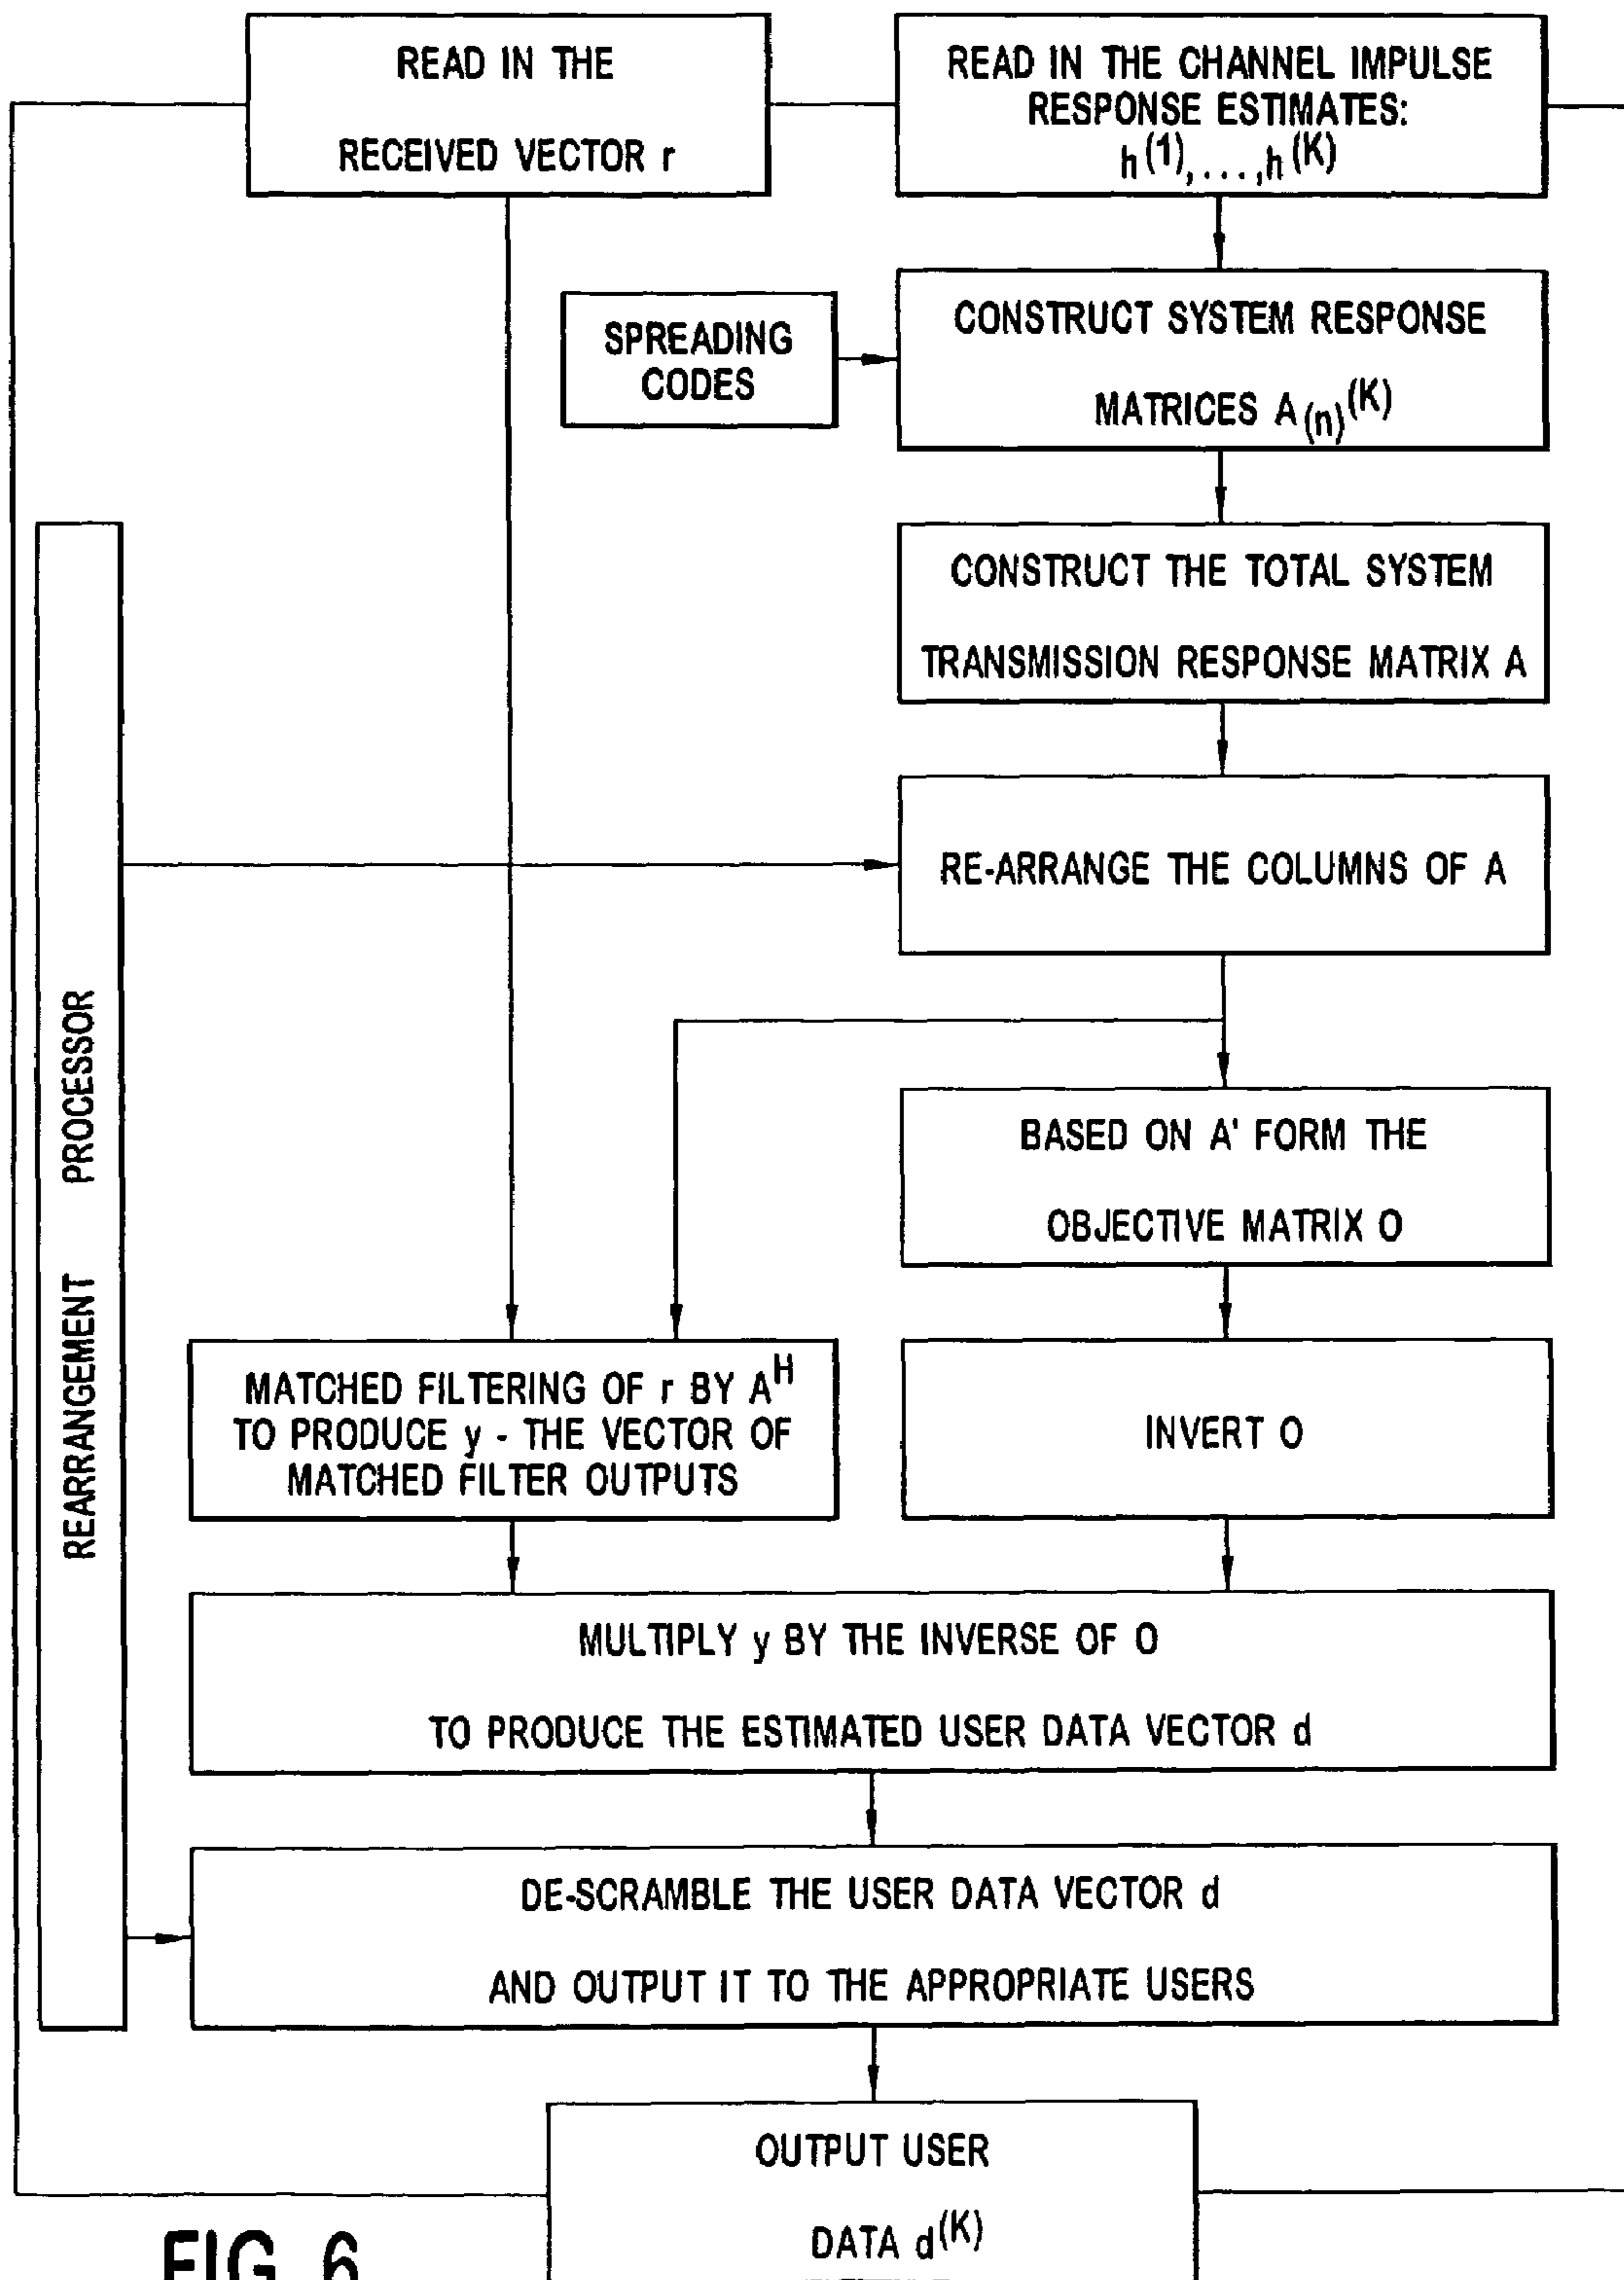 READ IN THE
RECEIVED VECTOR r
READ IN THE CHANNEL IMPULSE
RESPONSE ESTIMATES:
h(1),...,h(K)
SPREADING
CODES
CONSTRUCT SYSTEM RESPONSE
MATRICES A(n)(K)
CONSTRUCT THE TOTAL SYSTEM
TRANSMISSION RESPONSE MATRIX A
RE-ARRANGE THE COLUMNS OF A
REARRANGEMENT PROCESSOR
BASED ON A' FORM THE
OBJECTIVE MATRIX O
MATCHED FILTERING OF r BY AH
TO PRODUCE y - THE VECTOR OF
MATCHED FILTER OUTPUTS
INVERT O
MULTIPLY y BY THE INVERSE OF O
TO PRODUCE THE ESTIMATED USER DATA VECTOR d
DE-SCRAMBLE THE USER DATA VECTOR d
AND OUTPUT IT TO THE APPROPRIATE USERS
OUTPUT USER
DATA d(K)
FIG. 6